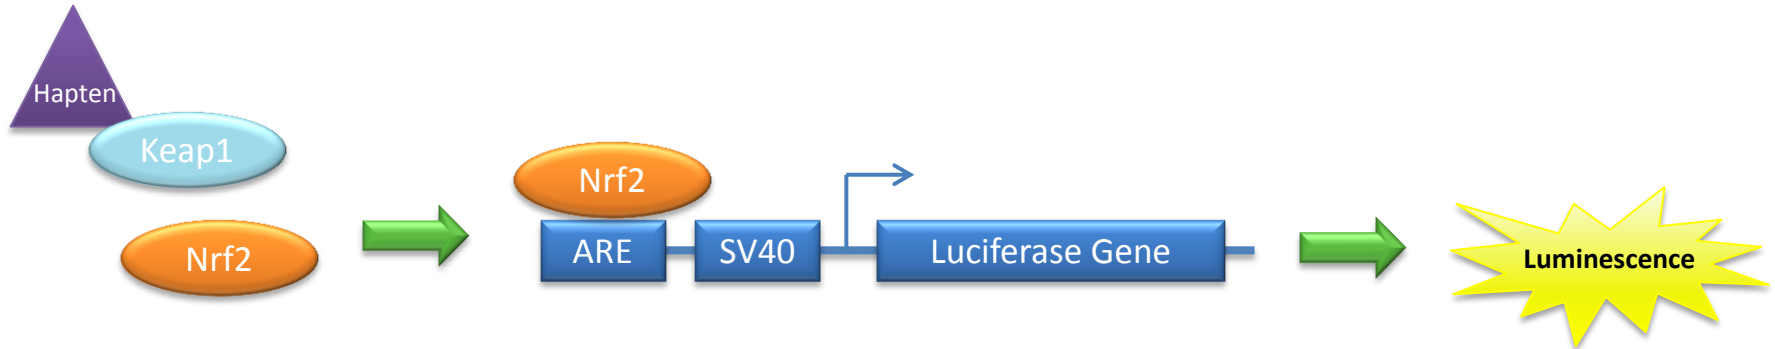 Hapten
Keap1
Nrf2
Nrf2
ARE
SV40
Luciferase Gene
Luminescence